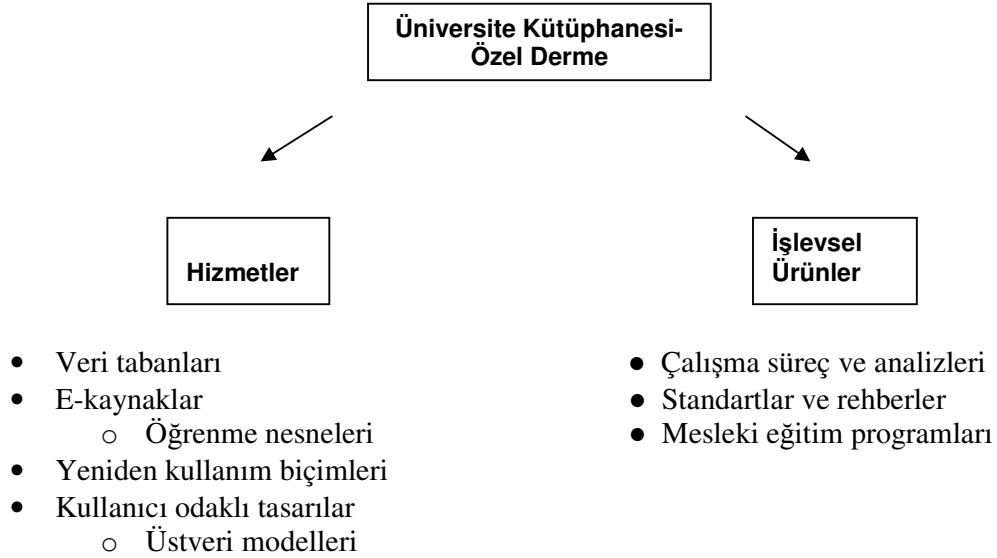 Üniversite Kütüphanesi-
Özel Derme
Hizmetler
İşlevsel
Ürünler
• Veri tabanları
• E-kaynaklar
o Öğrenme nesneleri
• Yeniden kullanım biçimleri
• Kullanıcı odaklı tasarılar
o Üstveri modelleri
● Çalışma süreç ve analizleri
● Standartlar ve rehberler
● Mesleki eğitim programları